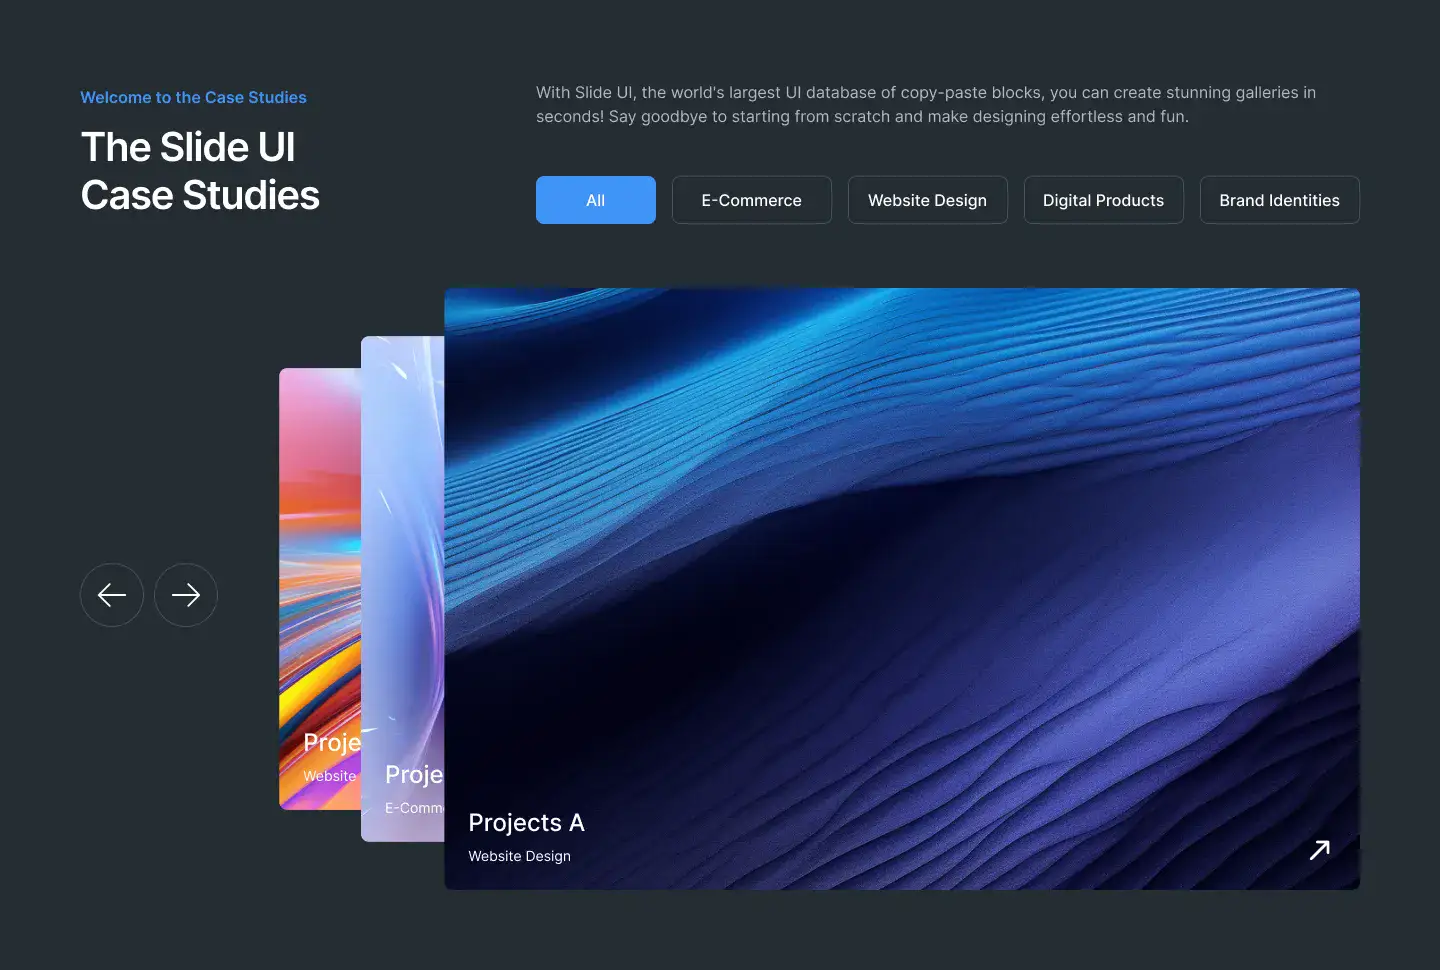 Welcome to the Case Studies
The Slide UI
Case Studies
With Slide UI, the world's largest UI database of copy-paste blocks, you can create stunning galleries in
seconds! Say goodbye to starting from scratch and make designing effortless and fun.
All
E-Commerce
Website Design
Digital Products
Brand Identities
Proje
Website
Proje
E-Comm
Projects A
Website Design